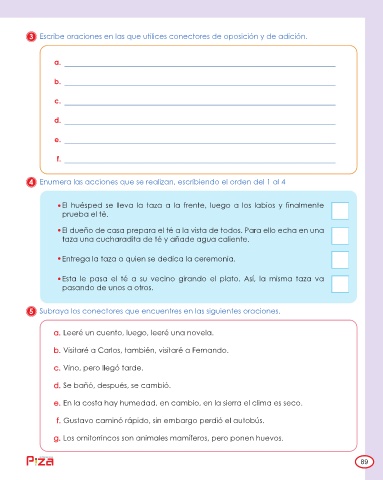 3 Escribe oraciones en las que utilices conectores de oposición y de adición.
a.
b.
c.
d.
e.
f.
4 Enumera las acciones que se realizan, escribiendo el orden del 1 al 4
• El huésped se lleva la taza a la frente, luego a los labios y finalmente
prueba el té.
• El dueño de casa prepara el té a la vista de todos. Para ello echa en una
taza una cucharadita de té y añade agua caliente.
• Entrega la taza a quien se dedica la ceremonia.
• Esta le pasa el té a su vecino girando el plato. Así, la misma taza va
pasando de unos a otros.
5 Subraya los conectores que encuentres en las siguientes oraciones.
a. Leeré un cuento, luego, leeré una novela.
b. Visitaré a Carlos, también, visitaré a Fernando.
c. Vino, pero llegó tarde.
d. Se bañó, después, se cambió.
e. En la costa hay humedad, en cambio, en la sierra el clima es seco.
f. Gustavo caminó rápido, sin embargo perdió el autobús.
g. Los ornitorrincos son animales mamíferos, pero ponen huevos.
Piza
89